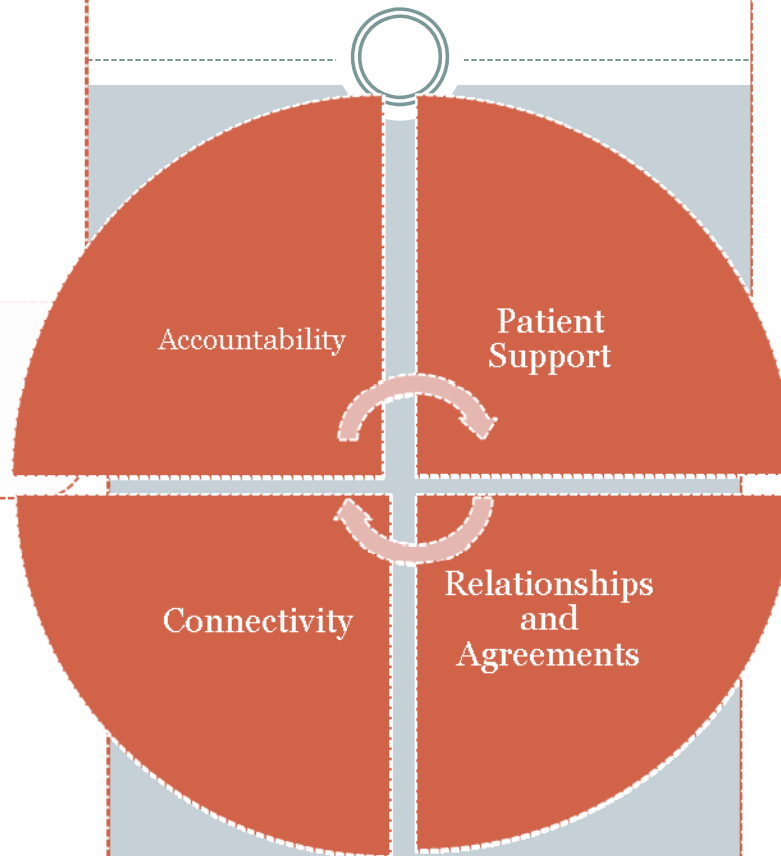 Accountability
Patient
Support
Connectivity
Relationships
and
Agreements